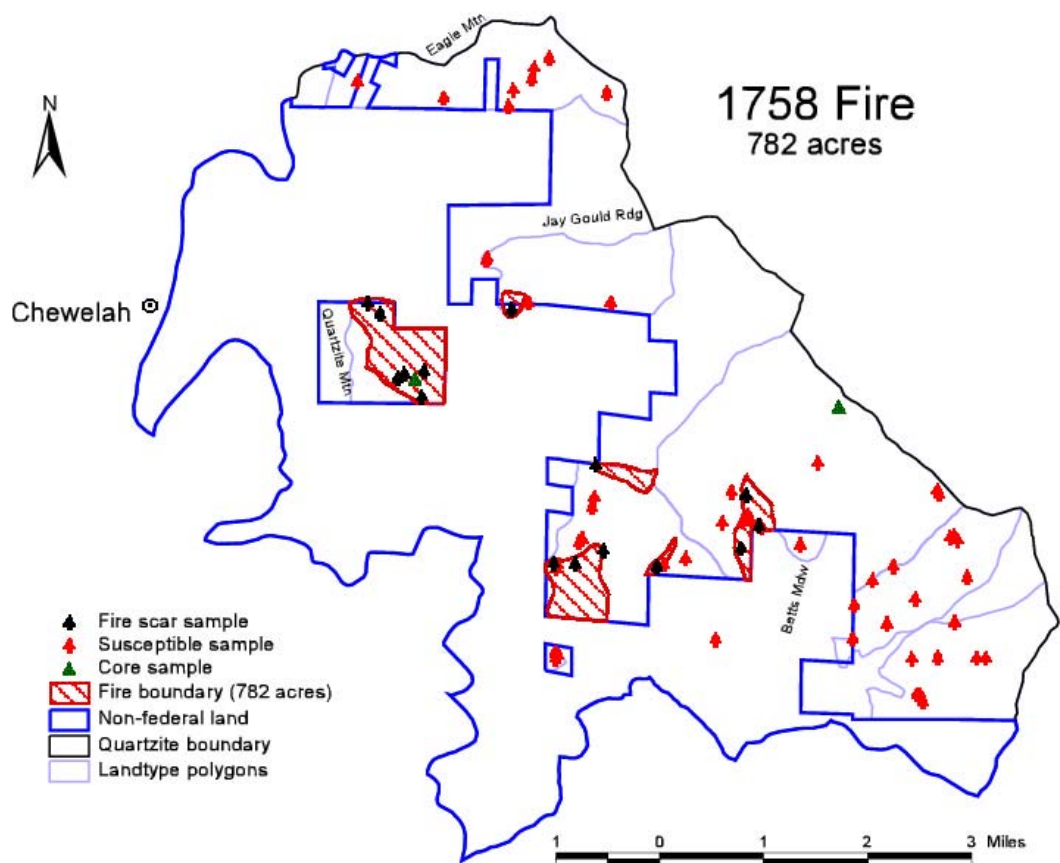 Eagle Mtn
N
1758 Fire
782 acres
Jay Gould Rdg
Chewelah
Quartzite Mtn
Betts Mdw
Fire scar sample
Susceptible sample
Core sample
Fire boundary (782 acres)
Non-federal land
Quartzite boundary
Landtype polygons
1 0 1 2 3 Miles